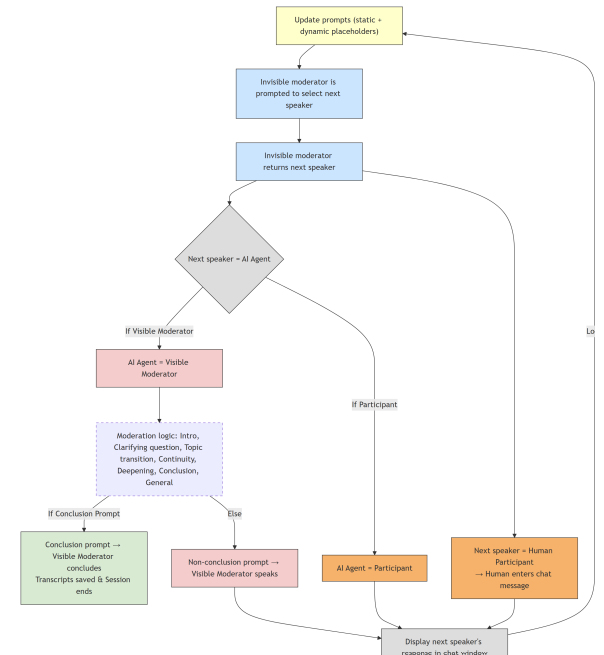 Update prompts (static +
dynamic placeholders)
Invisible moderator is
prompted to select next
speaker
Invisible moderator
returns next speaker
Next speaker = AI Agent
If Visible Moderator
Lo
AI Agent = Visible
Moderator
If Participant
Moderation logic: Intro,
Clarifying question, Topic
transition, Continuity,
Deepening, Conclusion,
General
If Conclusion Prompt
Else
Conclusion prompt →
Visible Moderator
concludes
Transcripts saved & Session
ends
Non-conclusion prompt →
Visible Moderator speaks
AI Agent = Participant
Next speaker = Human
Participant
→ Human enters chat
message
Display next speaker's
response in chat window